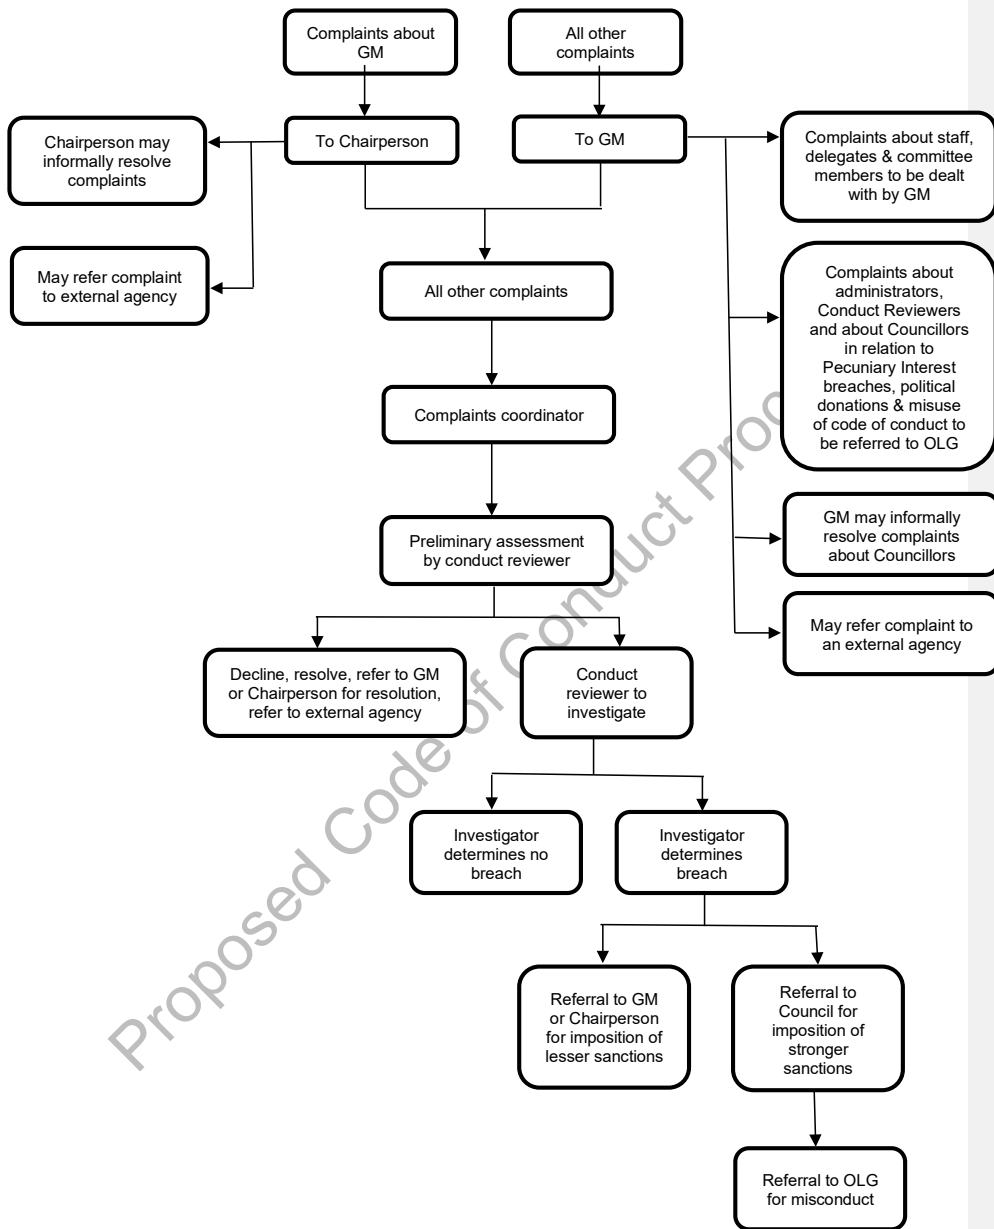 Complaints about
GM
All other
complaints
Chairperson may
informally resolve
complaints
To Chairperson
To GM
Complaints about staff,
delegates & committee
members to be dealt
with by GM
May refer complaint
to external agency
All other complaints
Complaints about
administrators,
Conduct Reviewers
and about Councillors
in relation to
Pecuniary Interest
breaches, political
donations & misuse
of code of conduct to
be referred to OLG
Complaints coordinator
GM may informally
resolve complaints
about Councillors
Preliminary assessment
by conduct reviewer
May refer complaint to
an external agency
Decline, resolve, refer to GM
or Chairperson for resolution,
refer to external agency
Conduct
reviewer to
investigate
Investigator
determines no
breach
Investigator
determines
breach
Referral to GM
or Chairperson
for imposition of
lesser sanctions
Referral to
Council for
imposition of
stronger
sanctions
Referral to OLG
for misconduct
Proposed Code of Conduct